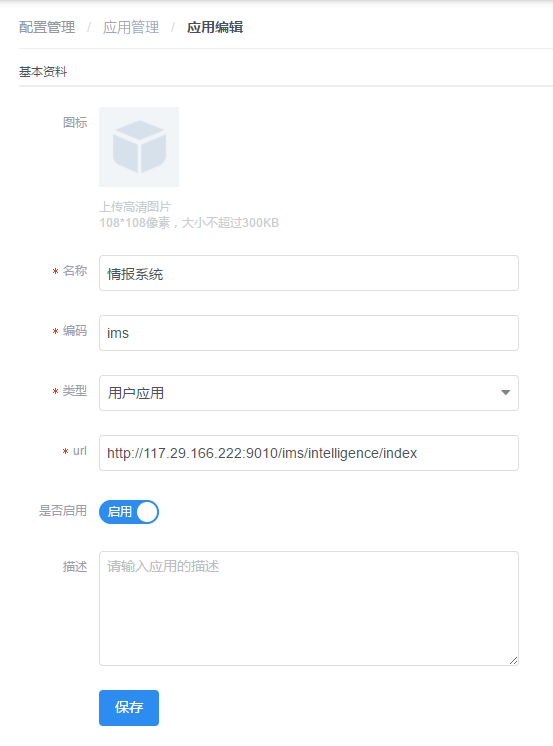 配置管理 / 应用管理 / 应用编辑
基本资料
图标
上传高清图片
108*108像素，大小不超过300KB
* 名称 情报系统
* 编码 ims
* 类型 用户应用
* url http://117.29.166.222:9010/ims/intelligence/index
是否启用 启用
描述 请输入应用的描述
保存